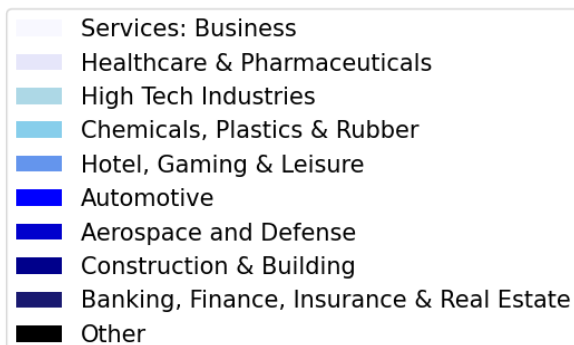 Services: Business
Healthcare & Pharmaceuticals
High Tech Industries
Chemicals, Plastics & Rubber
Hotel, Gaming & Leisure
Automotive
Aerospace and Defense
Construction & Building
Banking, Finance, Insurance & Real Estate
Other